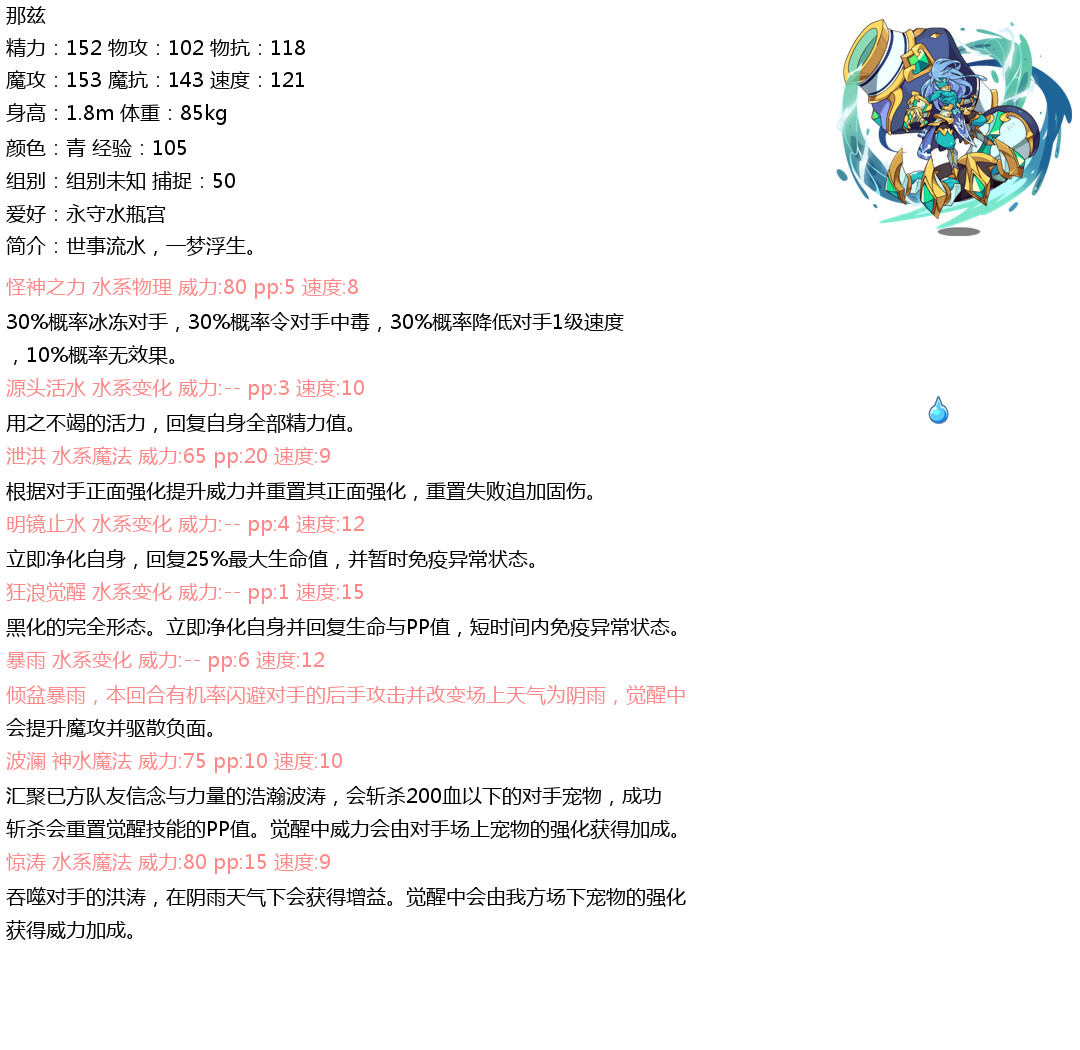 那兹
精力：152 物攻：102 物抗：118
魔攻：153 魔抗：143 速度：121
身高：1.8m 体重：85kg
颜色：青 经验：105
组别：组别未知 捕捉：50
爱好：永守水瓶宫
简介：世事流水，一梦浮生。
怪神之力 水系物理 威力:80 pp:5 速度:8
30%概率冰冻对手，30%概率令对手中毒，30%概率降低对手1级速度
，10%概率无效果。
源头活水 水系变化 威力:-- pp:3 速度:10
用之不竭的活力，回复自身全部精力值。
泄洪 水系魔法 威力:65 pp:20 速度:9
根据对手正面强化提升威力并重置其正面强化，重置失败追加固伤。
明镜止水 水系变化 威力:-- pp:4 速度:12
立即净化自身，回复25%最大生命值，并暂时免疫异常状态。
狂浪觉醒 水系变化 威力:-- pp:1 速度:15
黑化的完全形态。立即净化自身并回复生命与PP值，短时间内免疫异常状态。
暴雨 水系变化 威力:-- pp:6 速度:12
倾盆暴雨，本回合有机率闪避对手的后手攻击并改变场上天气为阴雨，觉醒中
会提升魔攻并驱散负面。
波澜 神水魔法 威力:75 pp:10 速度:10
汇聚已方队友信念与力量的浩瀚波涛，会斩杀200血以下的对手宠物，成功
斩杀会重置觉醒技能的PP值。觉醒中威力会由对手场上宠物的强化获得加成。
惊涛 水系魔法 威力:80 pp:15 速度:9
吞噬对手的洪涛，在阴雨天气下会获得增益。觉醒中会由我方场下宠物的强化
获得威力加成。